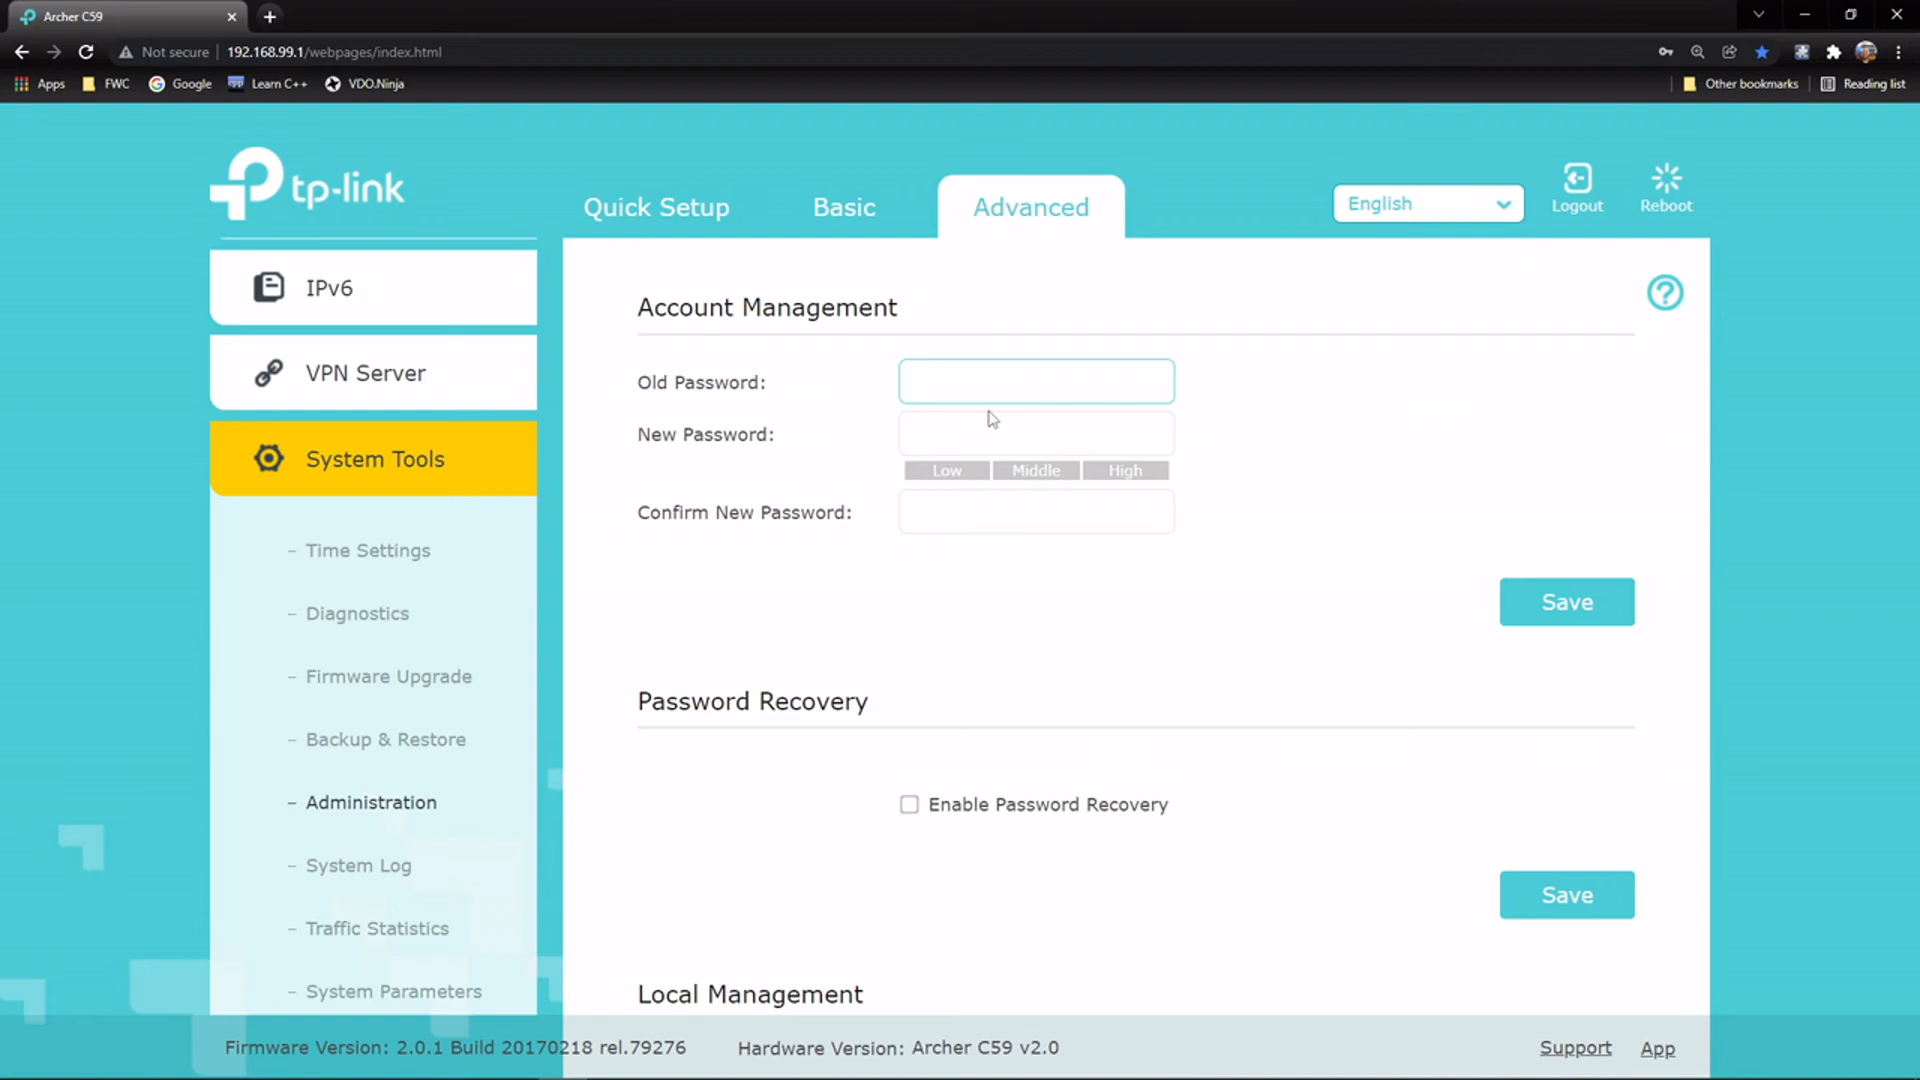 Archer C59
Not secure 192.168.99.1/webpages/index.html
Apps FWC Google Learn C++ VDO.Ninja Other bookmarks Reading list
tp-link
Quick Setup Basic Advanced English Logout Reboot
IPv6
VPN Server
System Tools
- Time Settings
- Diagnostics
- Firmware Upgrade
- Backup & Restore
- Administration
- System Log
- Traffic Statistics
- System Parameters
Account Management
Old Password:
New Password:
Low Middle High
Confirm New Password:
Save
Password Recovery
Enable Password Recovery
Save
Local Management
Firmware Version: 2.0.1 Build 20170218 rel.79276 Hardware Version: Archer C59 v2.0 Support App